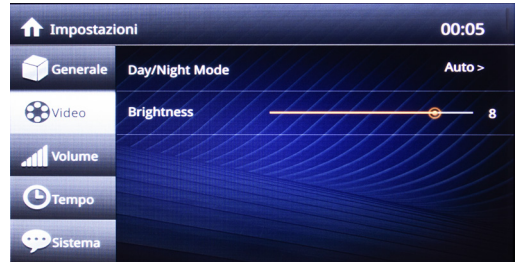 Impostazioni 00:05
Generale
Day/Night Mode Auto >
Video
Brightness 8
Volume
Tempo
Sistema